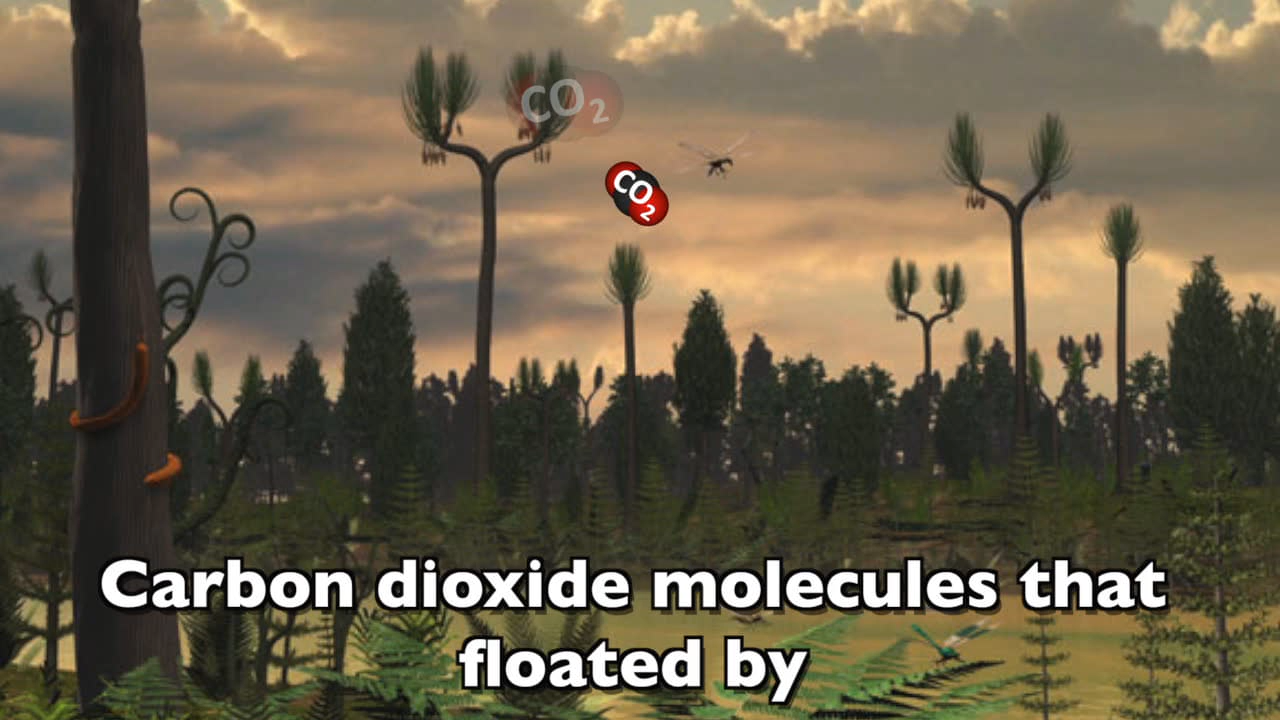 CO₂
CO₂
Carbon dioxide molecules that
floated by